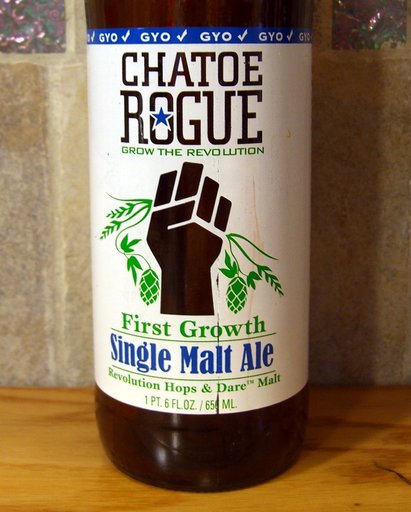 GYO ✓ GYO ✓ GYO ✓ GYO ✓ GYO
CHATOE
ROGUE
GROW THE REVOLUTION
First Growth
Single Malt Ale
Revolution Hops & Dare™ Malt
1 PT. 6 FL.OZ. / 656 ML.